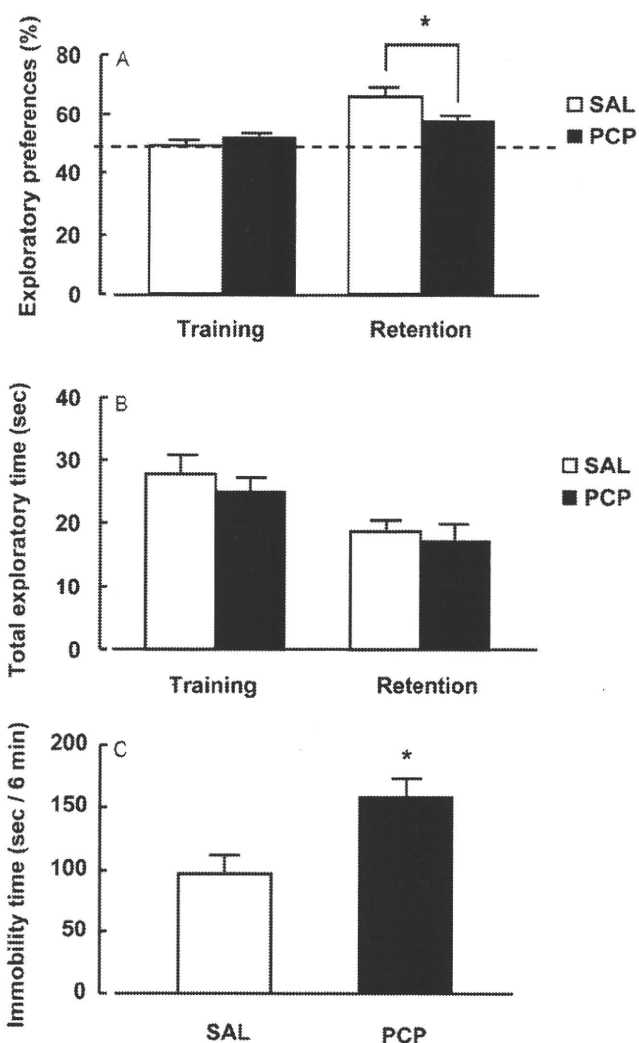 Exploratory preferences (%)
A
80
60
40
20
0
*
SAL
PCP
Training Retention
Total exploratory time (sec)
B
40
30
20
10
0
SAL
PCP
Training Retention
Immobility time (sec / 6 min)
C
200
150
100
50
0
*
SAL PCP